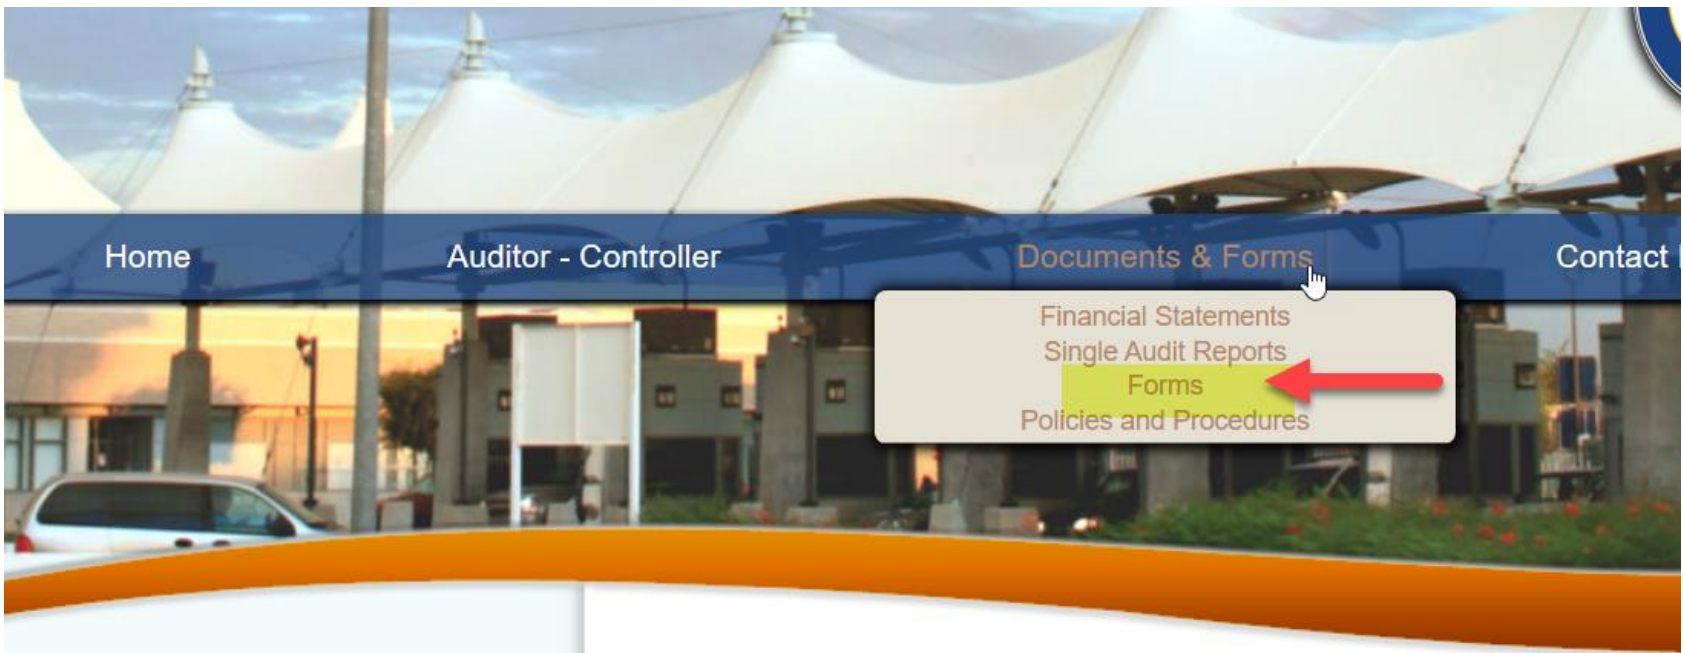 Home Auditor - Controller Documents & Forms Contact
Financial Statements
Single Audit Reports
Forms
Policies and Procedures